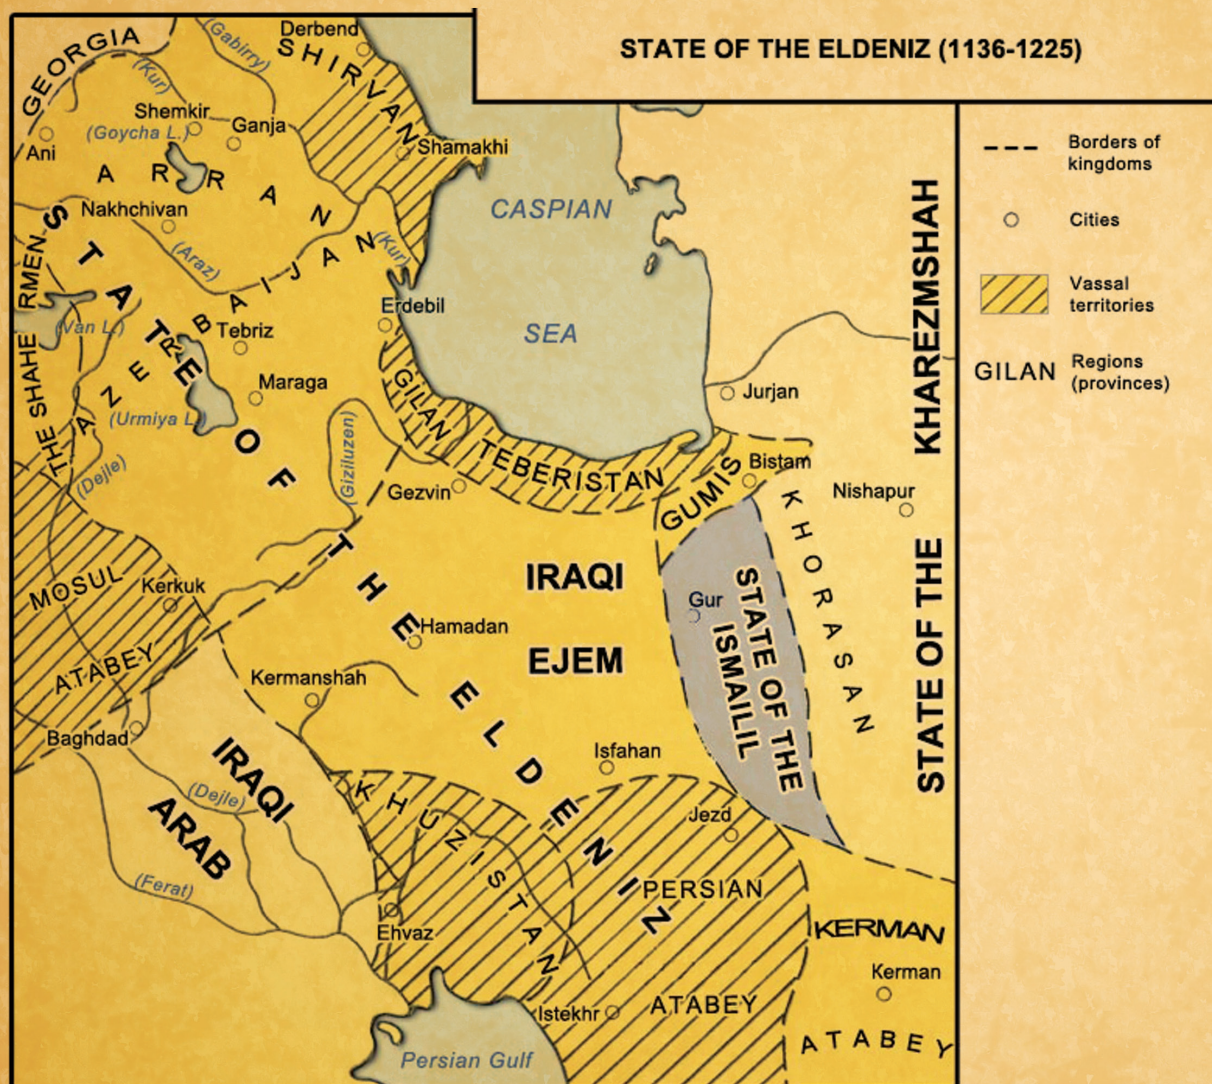 STATE OF THE ELDENIZ (1136-1225)
Borders of
kingdoms
Cities
Vassal
territories
GILAN
Regions
(provinces)
GEORGIA
(Gabirry)
Derbend
SHIRVAN
(Kur)
Shemkir
(Goycha L.)
Ganja
Ani
Shamakhi
ARRAN
Nakhchivan
CASPIAN
SEA
(Araz)
(Kur)
AZERBAIJAN
THE SHAHE RMEN
(Van L.)
Erdebil
Tebriz
Maraga
(Urmiya L.)
(Dejle)
(Giziluzen)
GILAN
TEBERISTAN
Jurjan
GUMIS
Bistam
Nishapur
Gezvin
KHORASAN
STATE OF THE KHAREZMSHAH
STATE OF THE ELDENIZ
MOSUL
ATABEY
Kerkuk
IRAQI
EJEM
Gur
STATE OF THE
ISMAILIL
Hamadan
Kermanshah
Baghdad
Isfahan
IRAQI
ARAB
(Dejle)
(Ferat)
KHUZISTAN
Jezd
PERSIAN
ATABEY
Ehvaz
Istekhr
KERMAN
Kerman
ATABEY
Persian Gulf